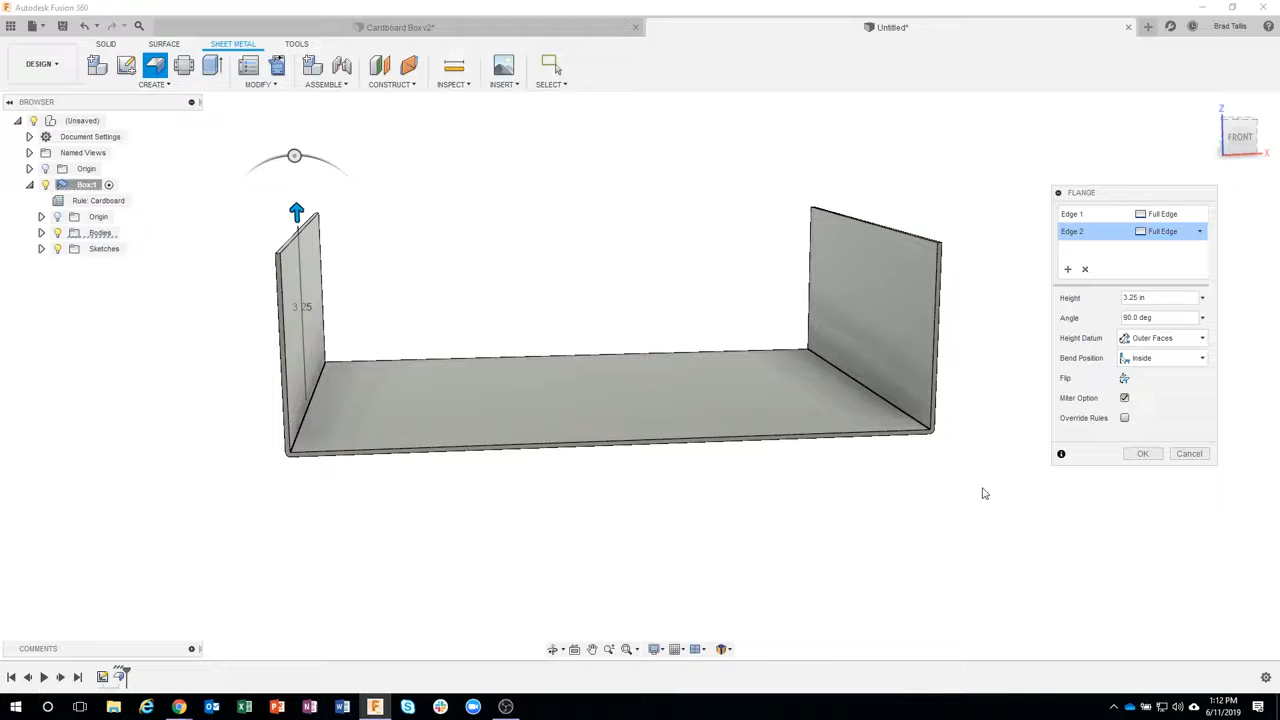 Autodesk Fusion 360
Cardboard Box v2*
Untitled*
Brad Tallis
DESIGN
SOLID
SURFACE
SHEET METAL
TOOLS
CREATE
MODIFY
ASSEMBLE
CONSTRUCT
INSPECT
INSERT
SELECT
BROWSER
(Unsaved)
Document Settings
Named Views
Origin
Box:1
Rule: Cardboard
Origin
Bodies
Sketches
Z
FRONT
X
3.25
FLANGE
Edge 1 Full Edge
Edge 2 Full Edge
Height 3.25 in
Angle 90.0 deg
Height Datum Outer Faces
Bend Position Inside
Flip
Miter Option
Override Rules
OK Cancel
COMMENTS
1:12 PM
6/11/2019